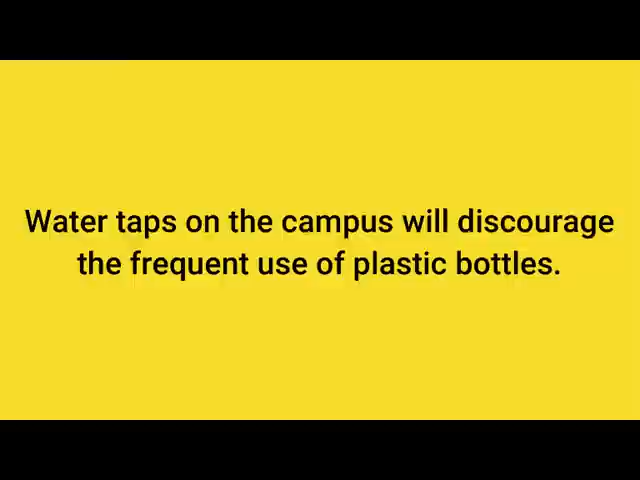 Water taps on the campus will discourage
the frequent use of plastic bottles.